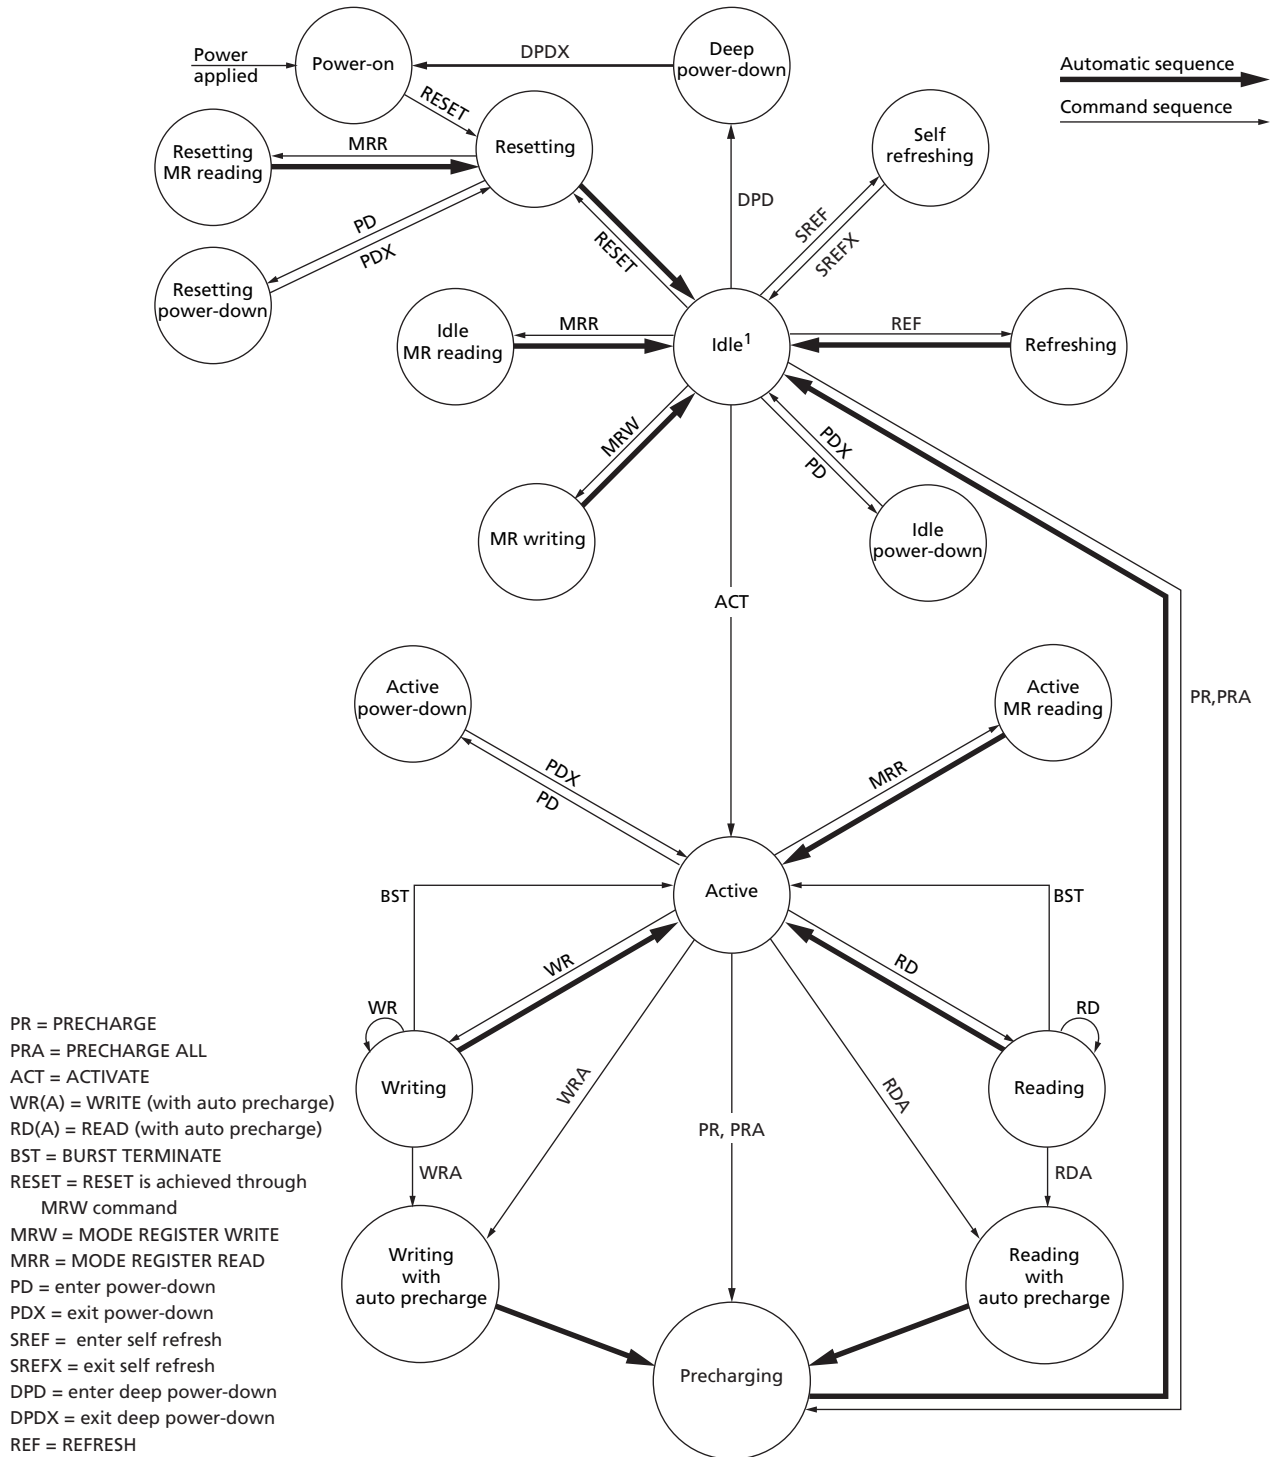 Power
applied
Power-on
DPDX
Deep
power-down
Automatic sequence
Command sequence
RESET
Resetting
MR reading
MRR
Resetting
Self
refreshing
DPD
PD
PDX
RESET
SREF
SREFX
Resetting
power-down
Idle
MR reading
MRR
Idle1
REF
Refreshing
MRW
PDX
PD
MR writing
Idle
power-down
ACT
Active
power-down
Active
MR reading
PR,PRA
PDX
PD
MRR
BST
Active
BST
WR
RD
WR
RD
Writing
Reading
WRA
RDA
PR, PRA
WRA
RDA
Writing
with
auto precharge
Reading
with
auto precharge
Precharging
PR = PRECHARGE
PRA = PRECHARGE ALL
ACT = ACTIVATE
WR(A) = WRITE (with auto precharge)
RD(A) = READ (with auto precharge)
BST = BURST TERMINATE
RESET = RESET is achieved through
MRW command
MRW = MODE REGISTER WRITE
MRR = MODE REGISTER READ
PD = enter power-down
PDX = exit power-down
SREF = enter self refresh
SREFX = exit self refresh
DPD = enter deep power-down
DPDX = exit deep power-down
REF = REFRESH